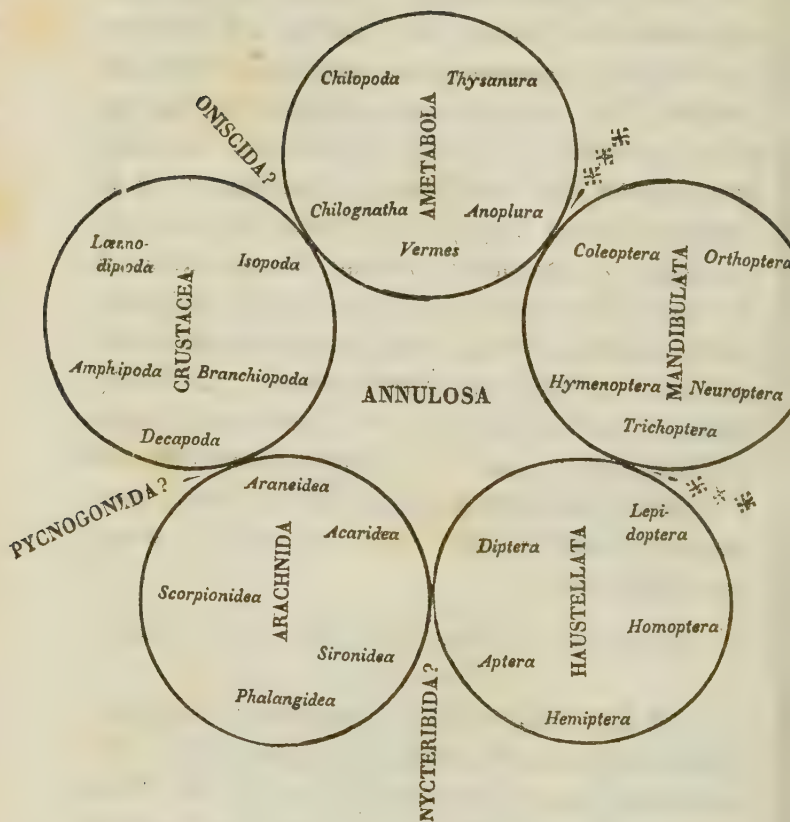 Chilopoda Thysanura
AMETABOLA
Chilognatha Anoplura
Vermes
ONISCIDA?
***
Læmo-
dipoda Isopoda
CRUSTACEA
Amphipoda Branchiopoda
Decapoda
Coleoptera Orthoptera
MANDIBULATA
Hymenoptera Neuroptera
Trichoptera
ANNULOSA
PYCNOGONIDA?
***
Araneidea
Acaridea
ARACHNIDA
Scorpionidea
Sironidea
Phalangidea
Lepi-
doptera
Diptera
HAUSTELLATA
Homoptera
Aptera
Hemiptera
NYCTERIBIDA?